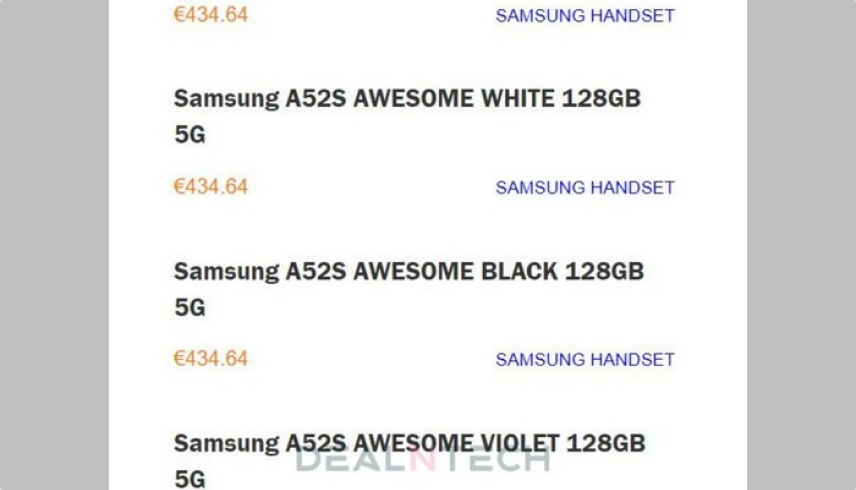 €434.64 SAMSUNG HANDSET
Samsung A52S AWESOME WHITE 128GB
5G
€434.64 SAMSUNG HANDSET
Samsung A52S AWESOME BLACK 128GB
5G
€434.64 SAMSUNG HANDSET
Samsung A52S AWESOME VIOLET 128GB
DEALNTECH
5G